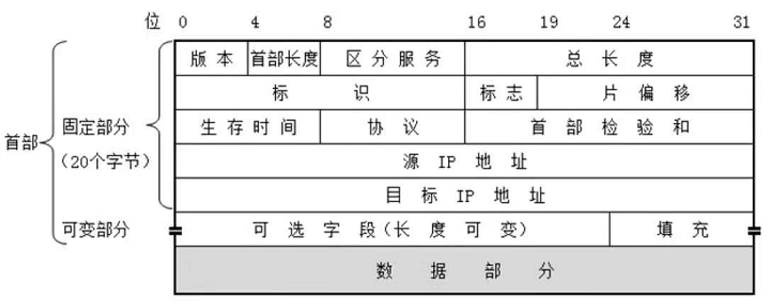 位 0 4 8 16 19 24 31
版本 首部长度 区分服务 总长度
标识 标志 片偏移
生存时间 协议 首部检验和
源 IP 地址
目标 IP 地址
可选字段(长度可变) 填充
数据部分
首部
固定部分
(20个字节)
可变部分